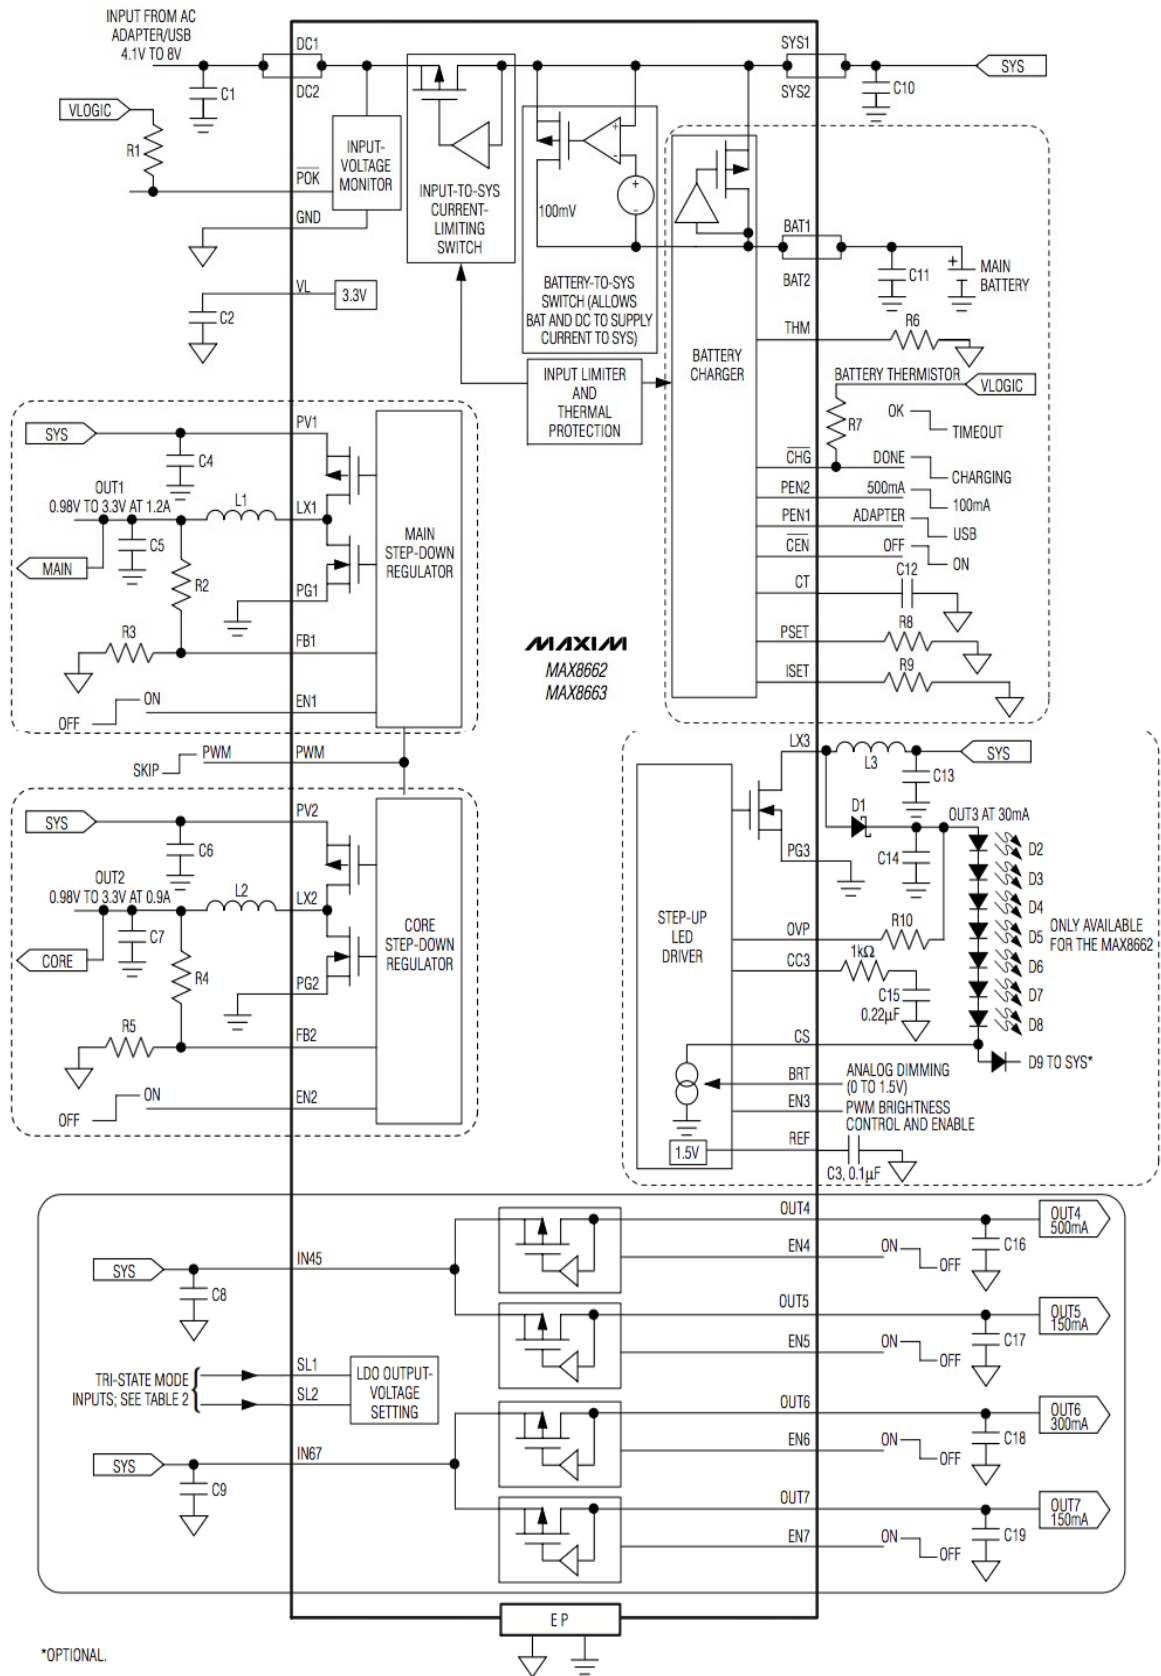 INPUT FROM AC
ADAPTER/USB
4.1V TO 8V
DC1
DC2
C1
VLOGIC
R1
POK
GND
INPUT-
VOLTAGE
MONITOR
INPUT-TO-SYS
CURRENT-
LIMITING
SWITCH
100mV
+
-
+
-
BATTERY-TO-SYS
SWITCH (ALLOWS
BAT AND DC TO SUPPLY
CURRENT TO SYS)
SYS1
SYS2
C10
SYS
BAT1
BAT2
C11
+
MAIN
BATTERY
VL
3.3V
C2
THM
R6
BATTERY
CHARGER
INPUT LIMITER
AND
THERMAL
PROTECTION
BATTERY THERMISTOR
VLOGIC
R7
OK
TIMEOUT
CHG
DONE
CHARGING
PEN2
500mA
100mA
PEN1
ADAPTER
USB
CEN
OFF
ON
CT
C12
PSET
R8
ISET
R9
SYS
PV1
C4
OUT1
0.98V TO 3.3V AT 1.2A
L1
LX1
C5
MAIN
R2
PG1
R3
FB1
MAIN
STEP-DOWN
REGULATOR
ON
OFF
EN1
MAXIM
MAX8662
MAX8663
PWM
SKIP
PWM
SYS
PV2
C6
OUT2
0.98V TO 3.3V AT 0.9A
L2
LX2
C7
CORE
R4
PG2
R5
FB2
CORE
STEP-DOWN
REGULATOR
ON
OFF
EN2
LX3
L3
SYS
C13
D1
OUT3 AT 30mA
PG3
C14
D2
D3
D4
D5
D6
D7
D8
ONLY AVAILABLE
FOR THE MAX8662
STEP-UP
LED
DRIVER
OVP
R10
CC3
1kΩ
C15
0.22µF
CS
D9 TO SYS*
BRT
ANALOG DIMMING
(0 TO 1.5V)
EN3
PWM BRIGHTNESS
CONTROL AND ENABLE
1.5V
REF
C3, 0.1µF
OUT4
OUT4
500mA
C16
EN4
ON
OFF
SYS
IN45
C8
OUT5
OUT5
150mA
C17
EN5
ON
OFF
TRI-STATE MODE
INPUTS; SEE TABLE 2
SL1
SL2
LDO OUTPUT-
VOLTAGE
SETTING
OUT6
OUT6
300mA
C18
EN6
ON
OFF
SYS
IN67
C9
OUT7
OUT7
150mA
C19
EN7
ON
OFF
EP
*OPTIONAL.